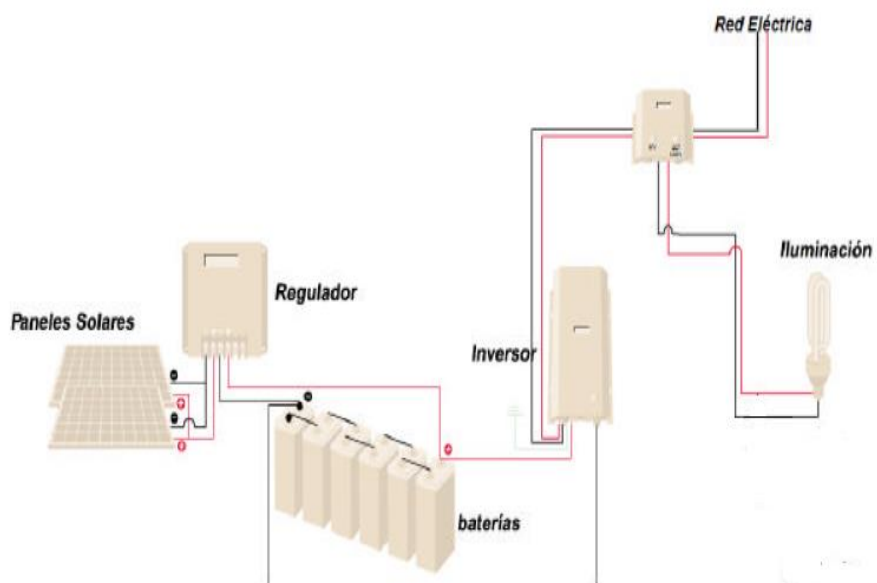 Red Eléctrica
Iluminación
Regulador
Paneles Solares
Inversor
baterías